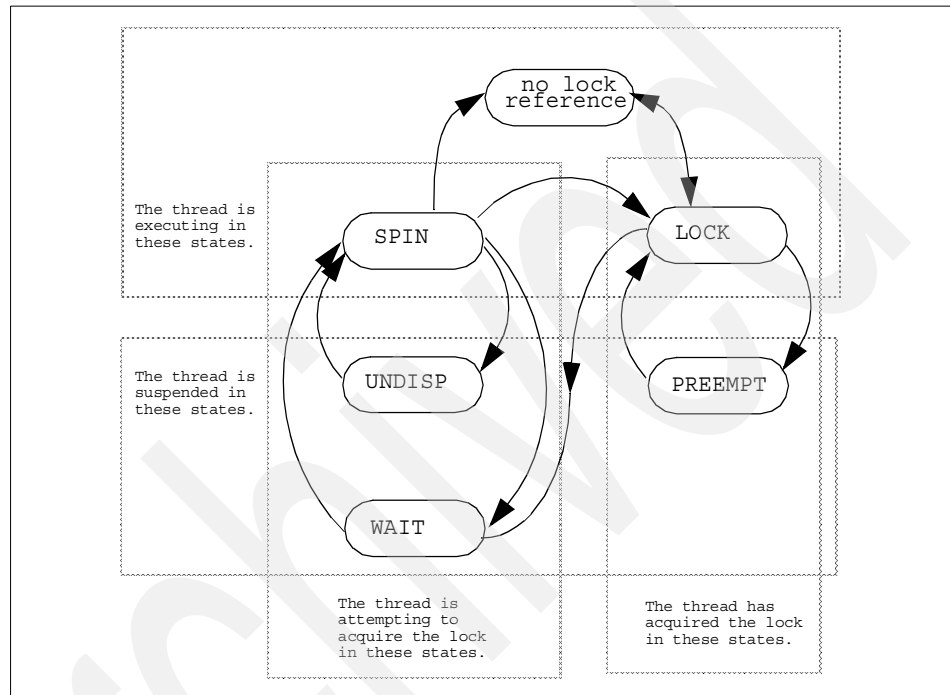 no lock
reference
The thread is
executing in
these states.
SPIN
LOCK
The thread is
suspended in
these states.
UNDISP
PREEMPT
WAIT
The thread is
attempting to
acquire the lock
in these states.
The thread has
acquired the lock
in these states.